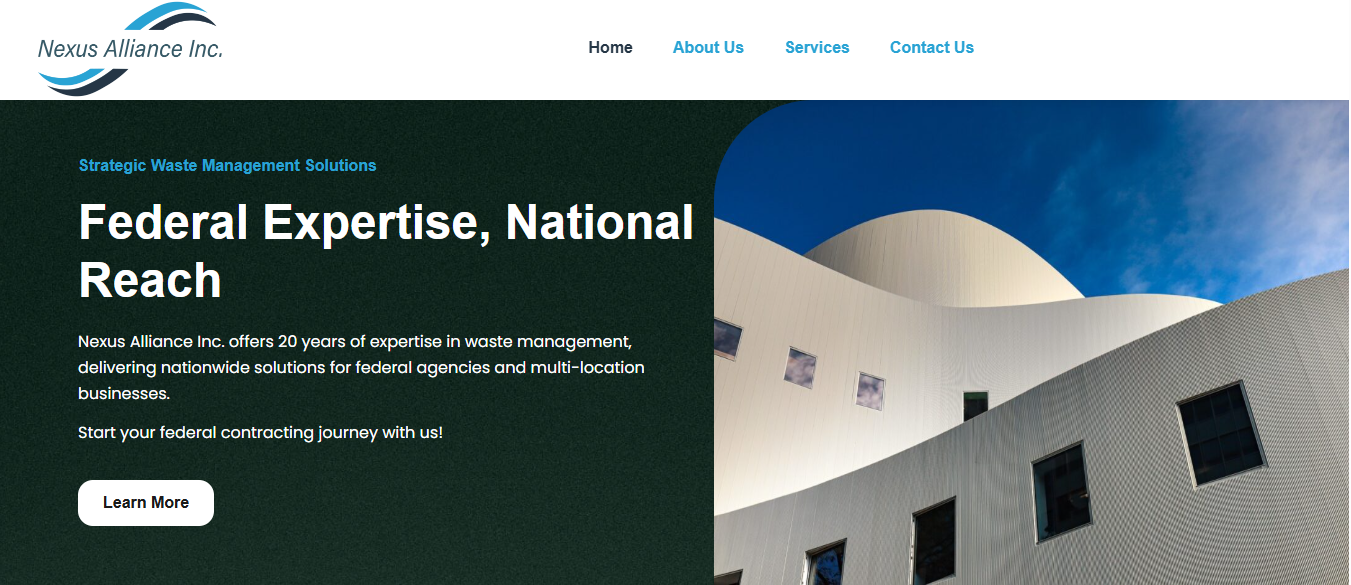 Nexus Alliance Inc.
Home
About Us
Services
Contact Us
Strategic Waste Management Solutions
Federal Expertise, National
Reach
Nexus Alliance Inc. offers 20 years of expertise in waste management,
delivering nationwide solutions for federal agencies and multi-location
businesses.
Start your federal contracting journey with us!
Learn More